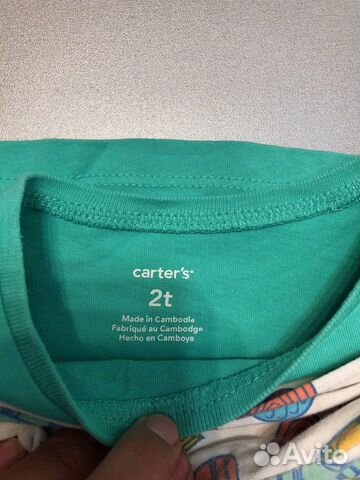 carter's
2t
Made in Cambodia
Fabriqué au Cambodge
Hecho en Camboya
Avito